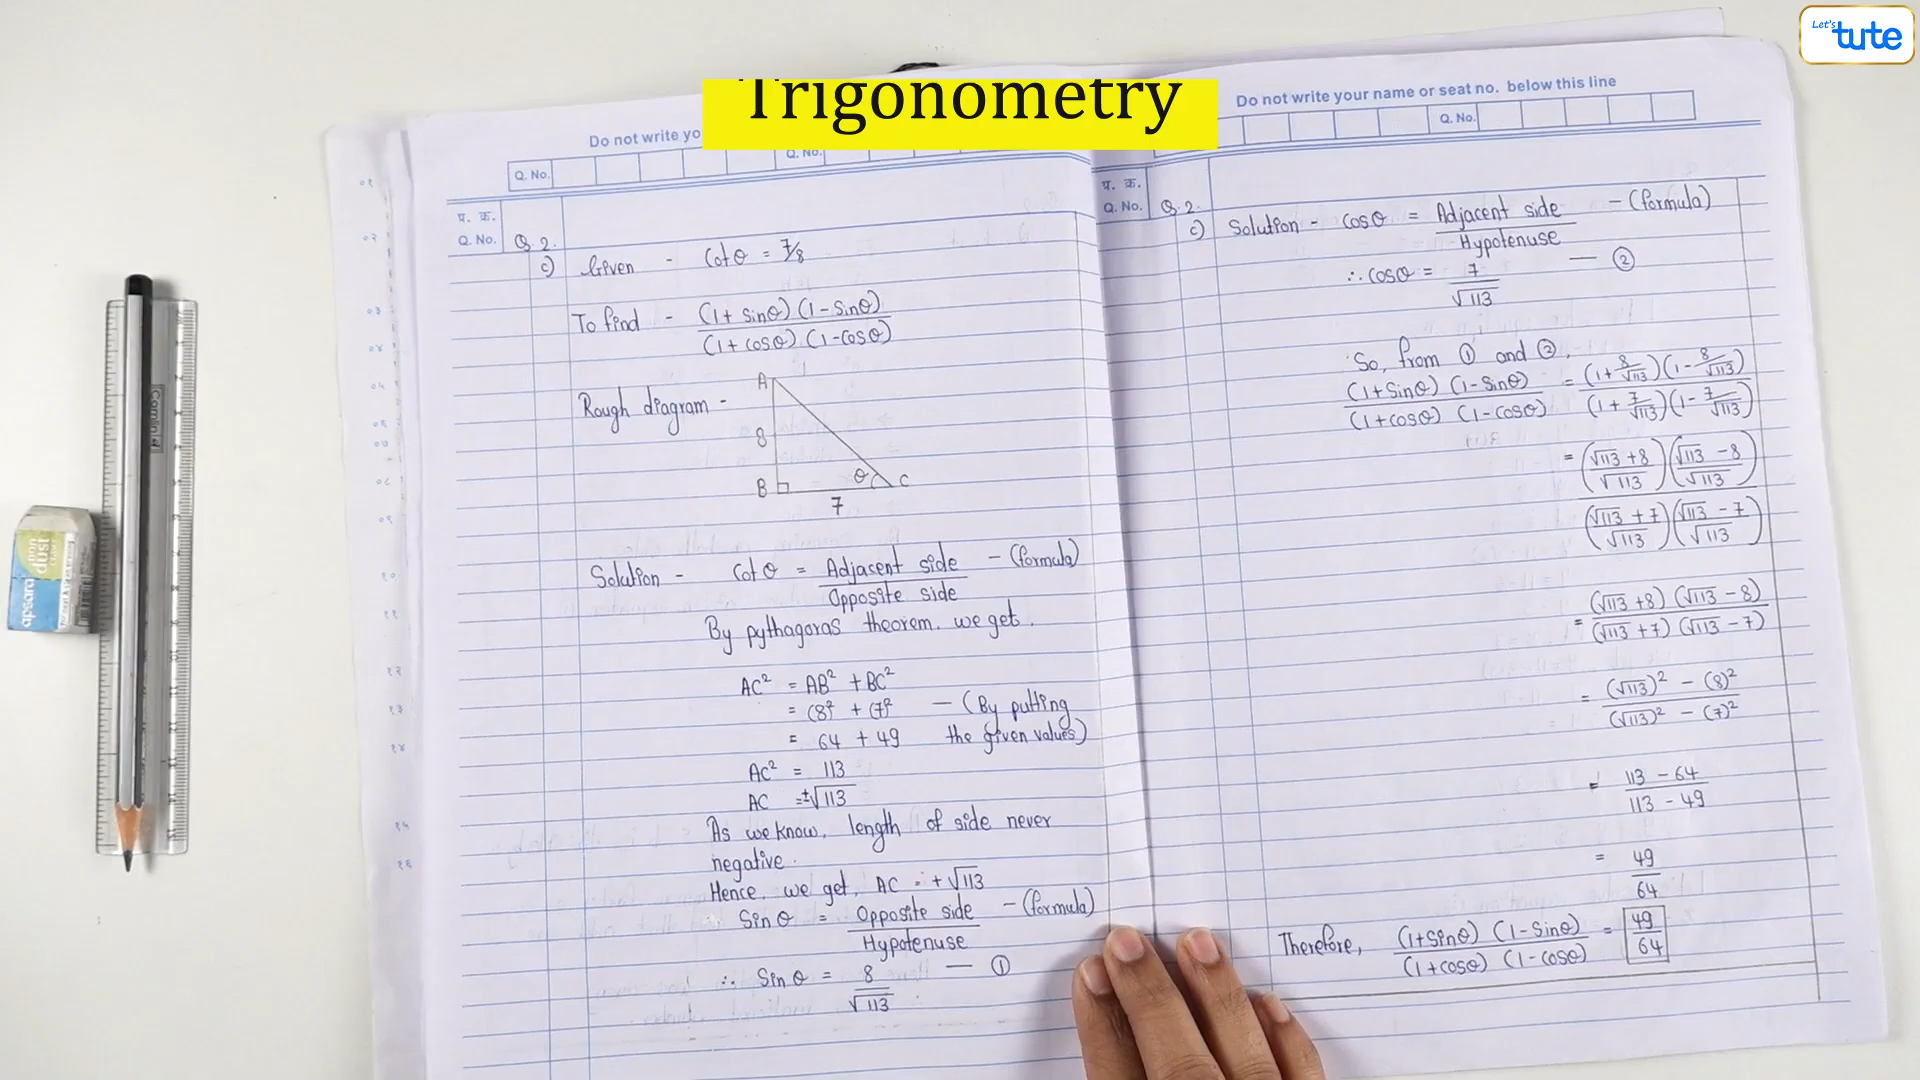 Let's
tute
Trigonometry
Do not write yo
Q. No.
Q. No.
प. क्र.
Q. No.
Q. 2.
c) Given - Cot θ = 7/8
To find - (1 + sinθ) (1 - sinθ)
(1 + cosθ) (1 - cosθ)
Rough diagram -
A
8
B
7
θ
C
Solution - Cot θ = Adjacent side - (formula)
Opposite side
By pythagoras theorem. we get.
AC² = AB² + BC²
= (8)² + (7)² — (By putting
= 64 + 49 the given values)
AC² = 113
AC = ±√113
As we know, length of side never
negative.
Hence, we get, AC = +√113
Sin θ = Opposite side - (formula)
Hypotenuse
∴ Sin θ = 8 — ①
√113
Do not write your name or seat no. below this line
Q. No.
प. क्र.
Q. No.
Q. 2.
c) Solution - cosθ = Adjacent side - (formula)
Hypotenuse
∴ cosθ = 7 — ②
√113
So, from ① and ②,
(1+sinθ) (1-sinθ) = (1+ 8/√113)(1- 8/√113)
(1+cosθ) (1-cosθ) (1+ 7/√113)(1- 7/√113)
= (√113 + 8/√113)(√113 - 8/√113)
(√113 + 7/√113)(√113 - 7/√113)
= (√113 + 8) (√113 - 8)
(√113 + 7) (√113 - 7)
= (√113)² - (8)²
(√113)² - (7)²
= 113 - 64
113 - 49
= 49
64
Therefore, (1+sinθ) (1-sinθ) = 49
(1+cosθ) (1-cosθ) 64
apsara
non
dust